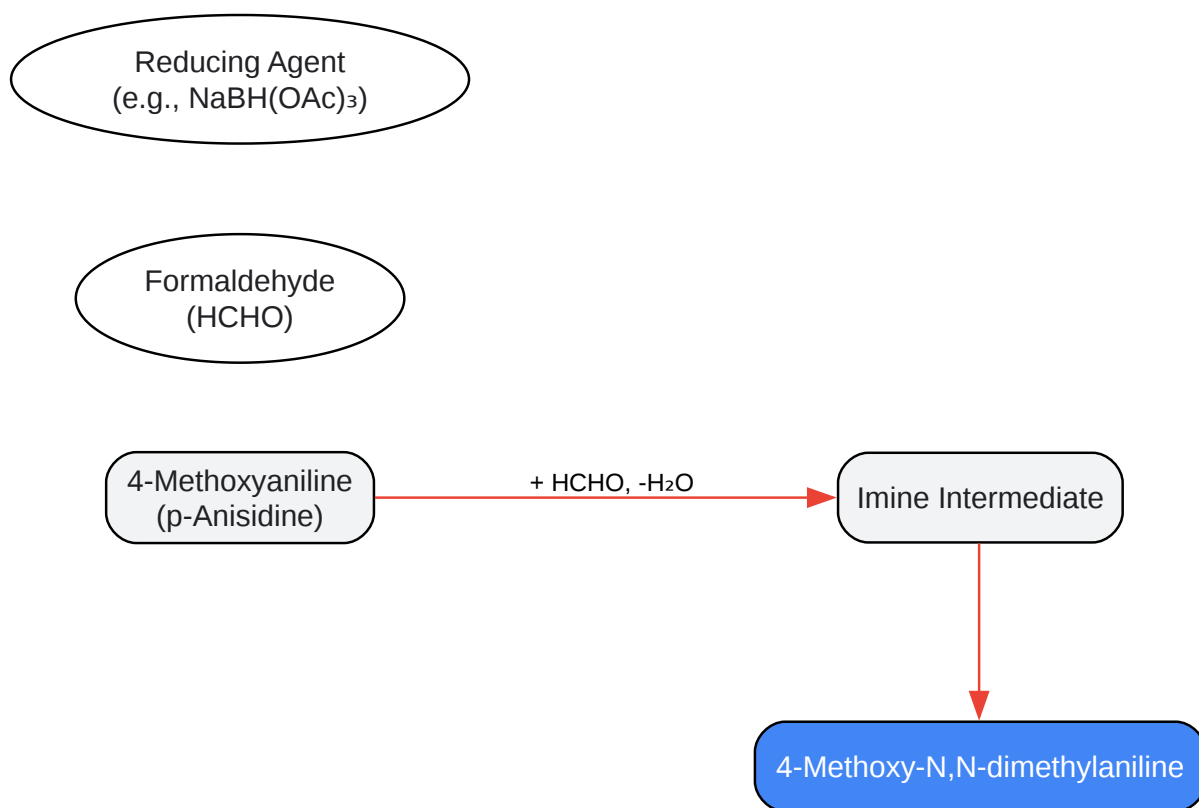 Reducing Agent
(e.g., NaBH(OAc)₃)
Formaldehyde
(HCHO)
4-Methoxyaniline
(p-Anisidine)
+ HCHO, -H₂O
Imine Intermediate
4-Methoxy-N,N-dimethylaniline